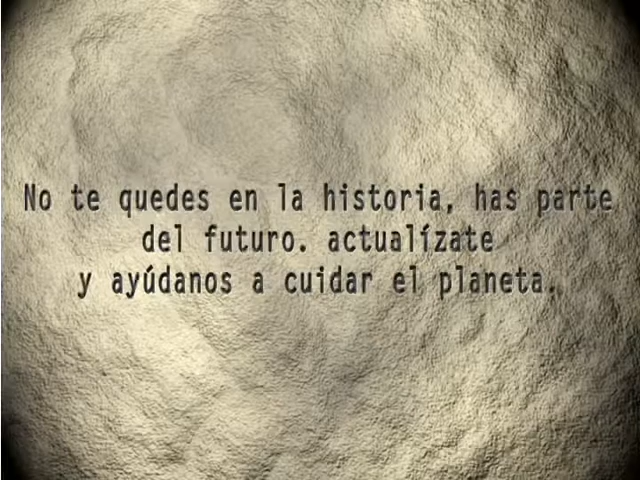 No te quedes en la historia, has parte
del futuro. actualízate
y ayúdanos a cuidar el planeta.